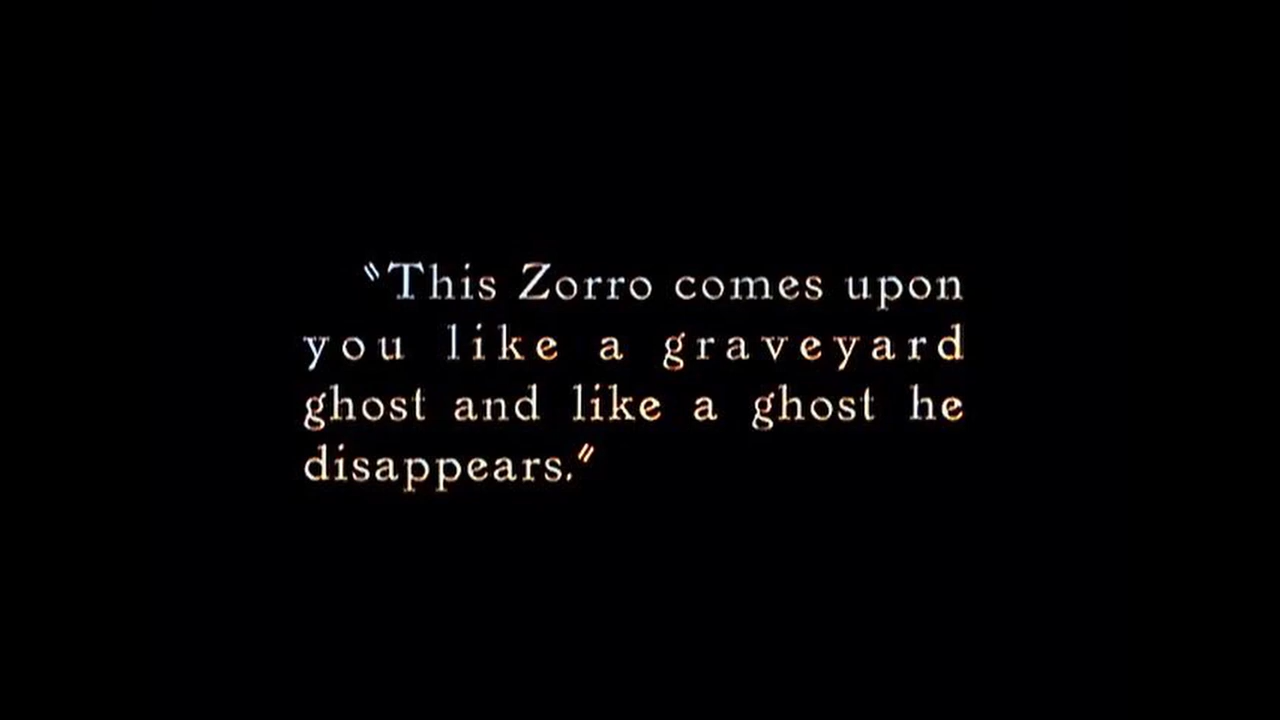 "This Zorro comes upon
you like a graveyard
ghost and like a ghost he
disappears."